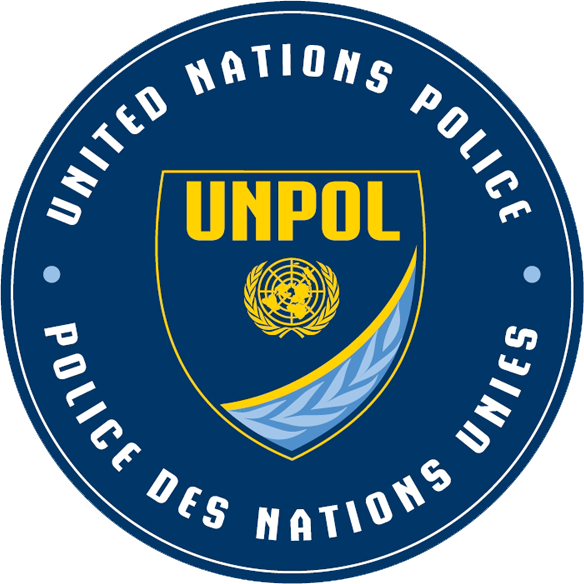 UNITED NATIONS POLICE
UNPOL
POLICE DES NATIONS UNIES